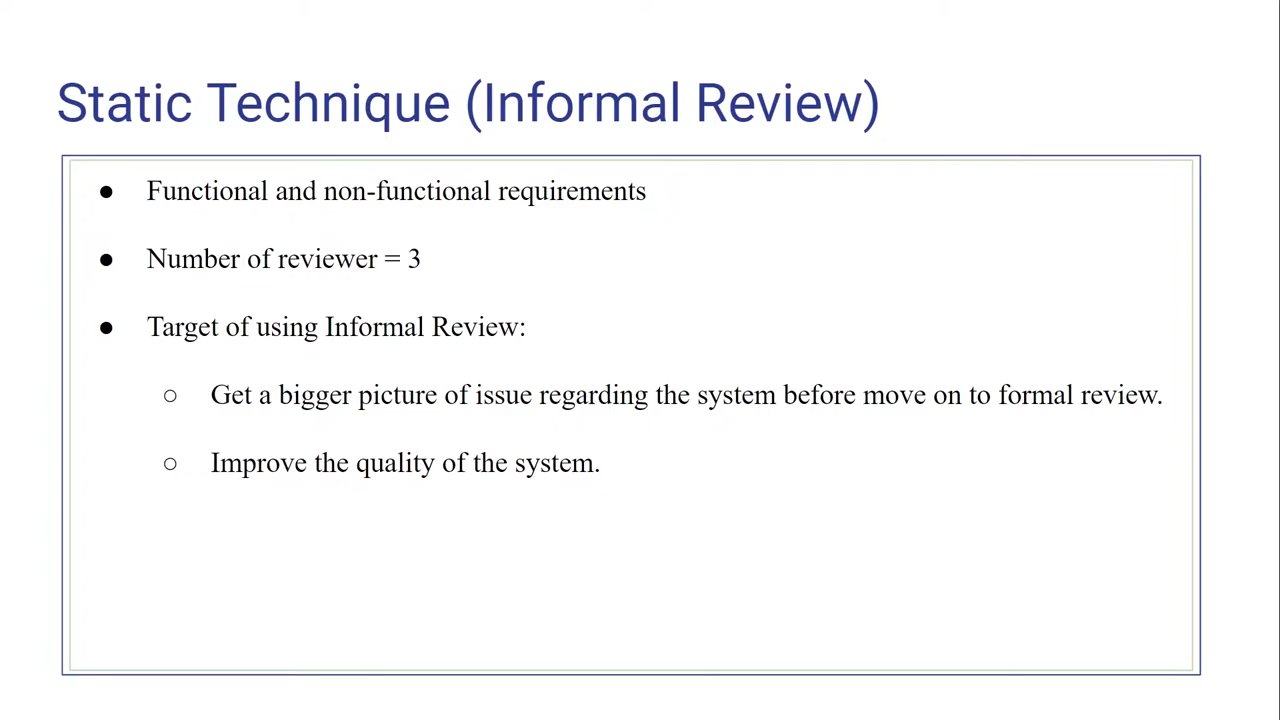 Static Technique (Informal Review)
● Functional and non-functional requirements
● Number of reviewer = 3
● Target of using Informal Review:
○ Get a bigger picture of issue regarding the system before move on to formal review.
○ Improve the quality of the system.